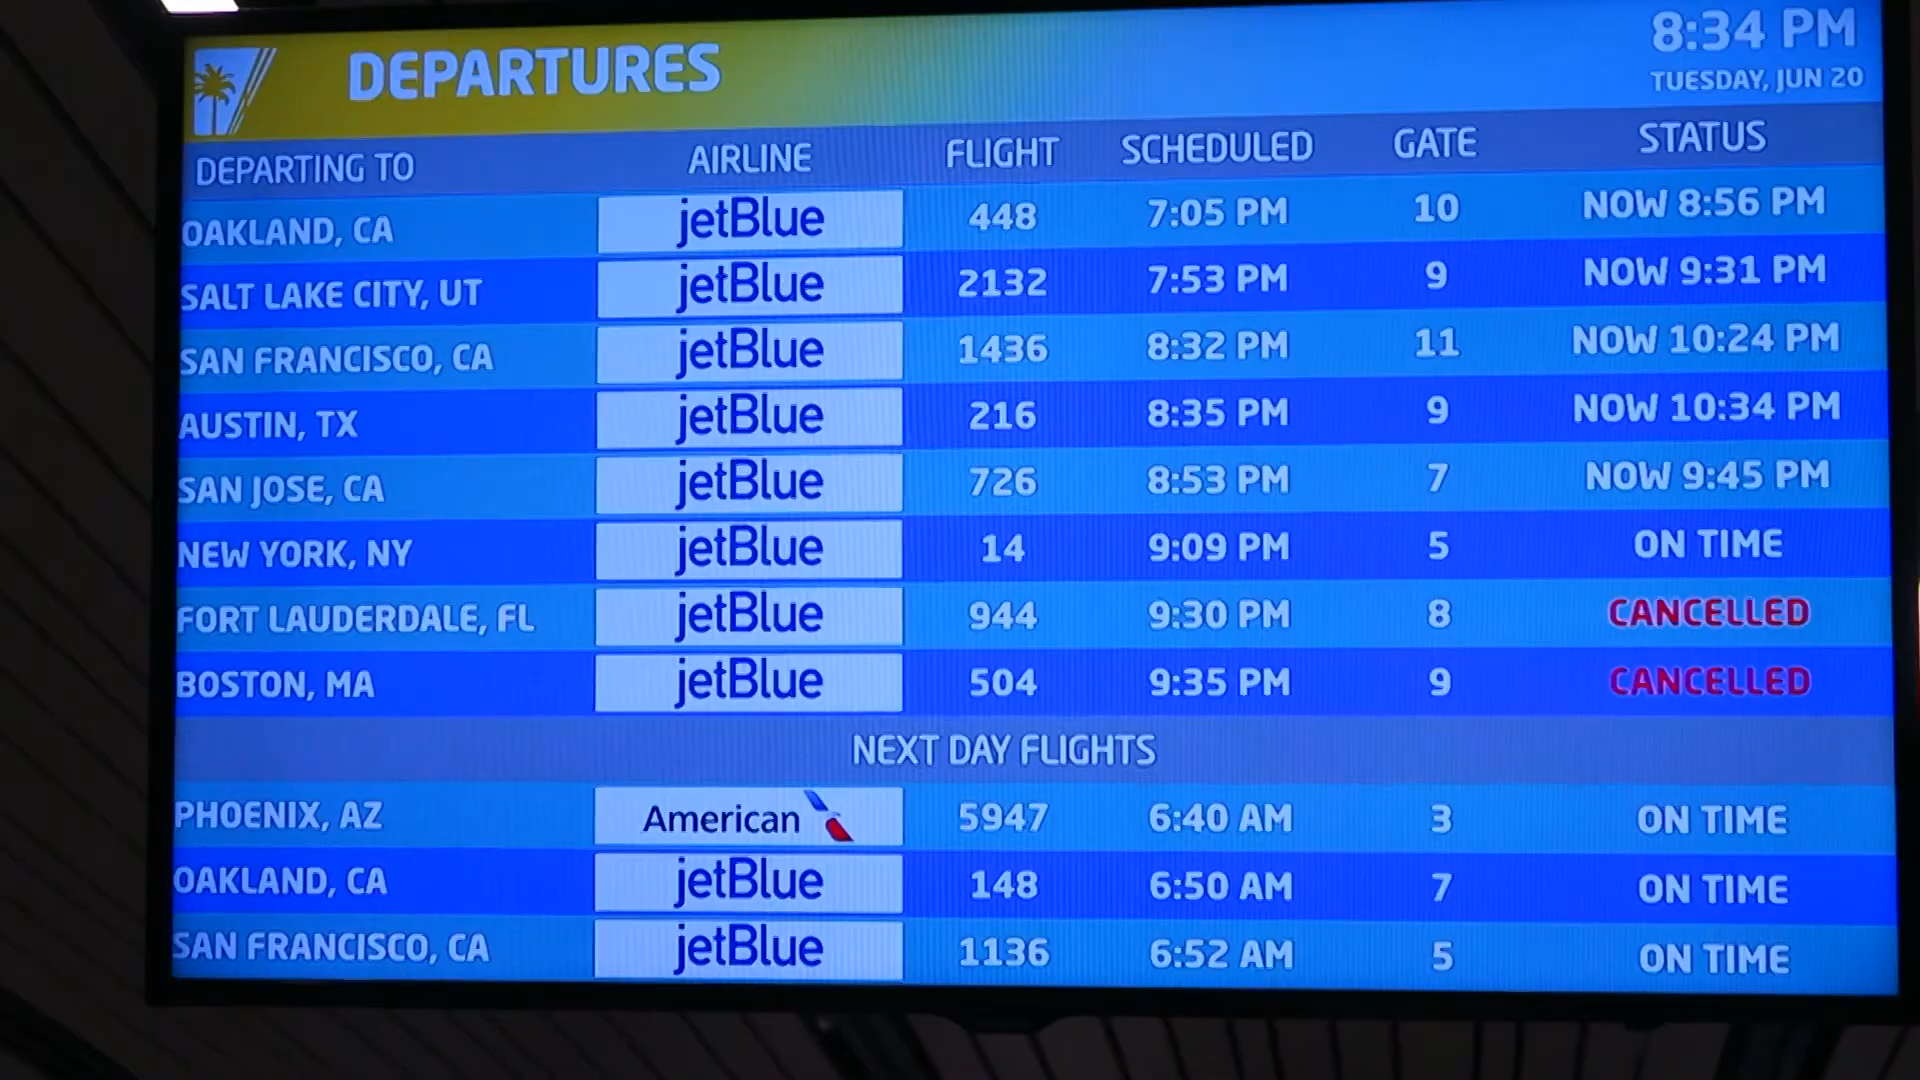 DEPARTURES
8:34 PM
TUESDAY, JUN 20
DEPARTING TO AIRLINE FLIGHT SCHEDULED GATE STATUS
OAKLAND, CA jetBlue 448 7:05 PM 10 NOW 8:56 PM
SALT LAKE CITY, UT jetBlue 2132 7:53 PM 9 NOW 9:31 PM
SAN FRANCISCO, CA jetBlue 1436 8:32 PM 11 NOW 10:24 PM
AUSTIN, TX jetBlue 216 8:35 PM 9 NOW 10:34 PM
SAN JOSE, CA jetBlue 726 8:53 PM 7 NOW 9:45 PM
NEW YORK, NY jetBlue 14 9:09 PM 5 ON TIME
FORT LAUDERDALE, FL jetBlue 944 9:30 PM 8 CANCELLED
BOSTON, MA jetBlue 504 9:35 PM 9 CANCELLED
NEXT DAY FLIGHTS
PHOENIX, AZ American 5947 6:40 AM 3 ON TIME
OAKLAND, CA jetBlue 148 6:50 AM 7 ON TIME
SAN FRANCISCO, CA jetBlue 1136 6:52 AM 5 ON TIME